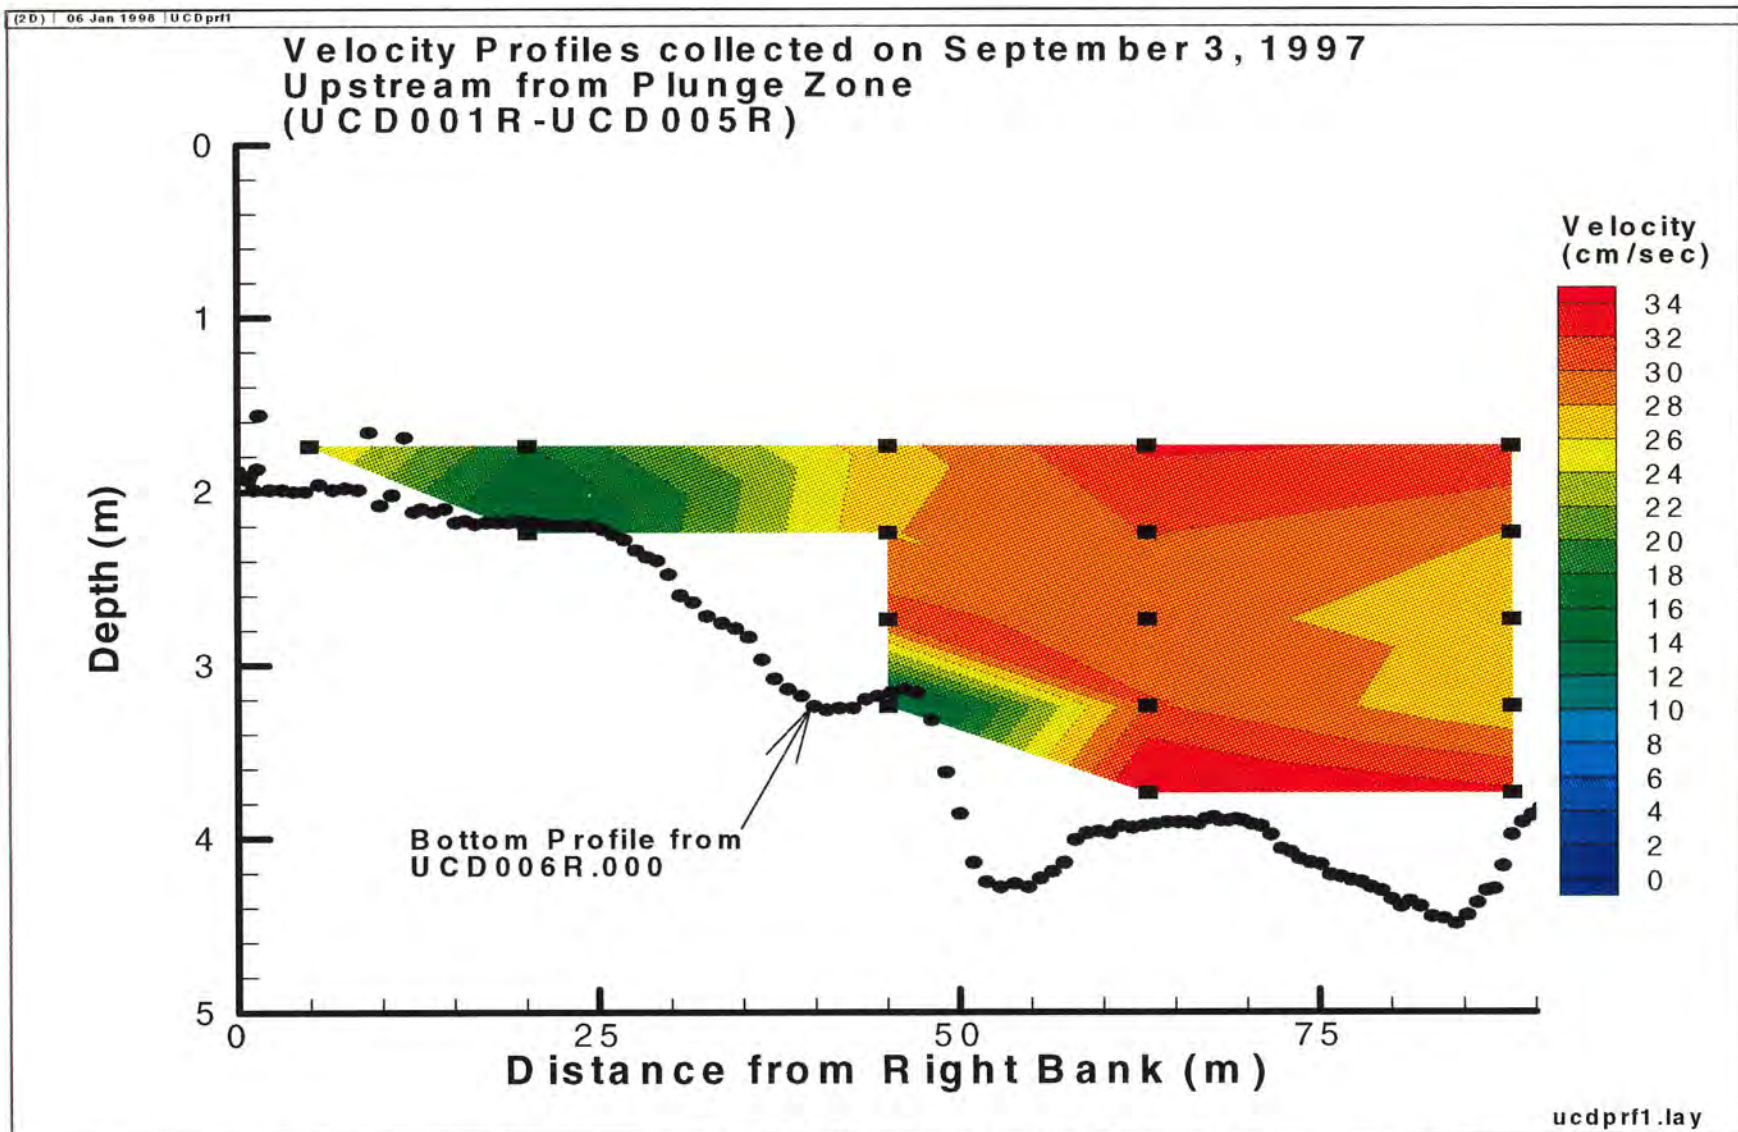 (2D) | 06 Jan 1998 | UCDprf1
Velocity Profiles collected on September 3, 1997
Upstream from Plunge Zone
(UCD001R-UCD005R)
0
1
2
3
4
5
Depth (m)
0
25
50
75
Distance from Right Bank (m)
Bottom Profile from
UCD006R.000
Velocity
(cm/sec)
34
32
30
28
26
24
22
20
18
16
14
12
10
8
6
4
2
0
ucdprf1.lay